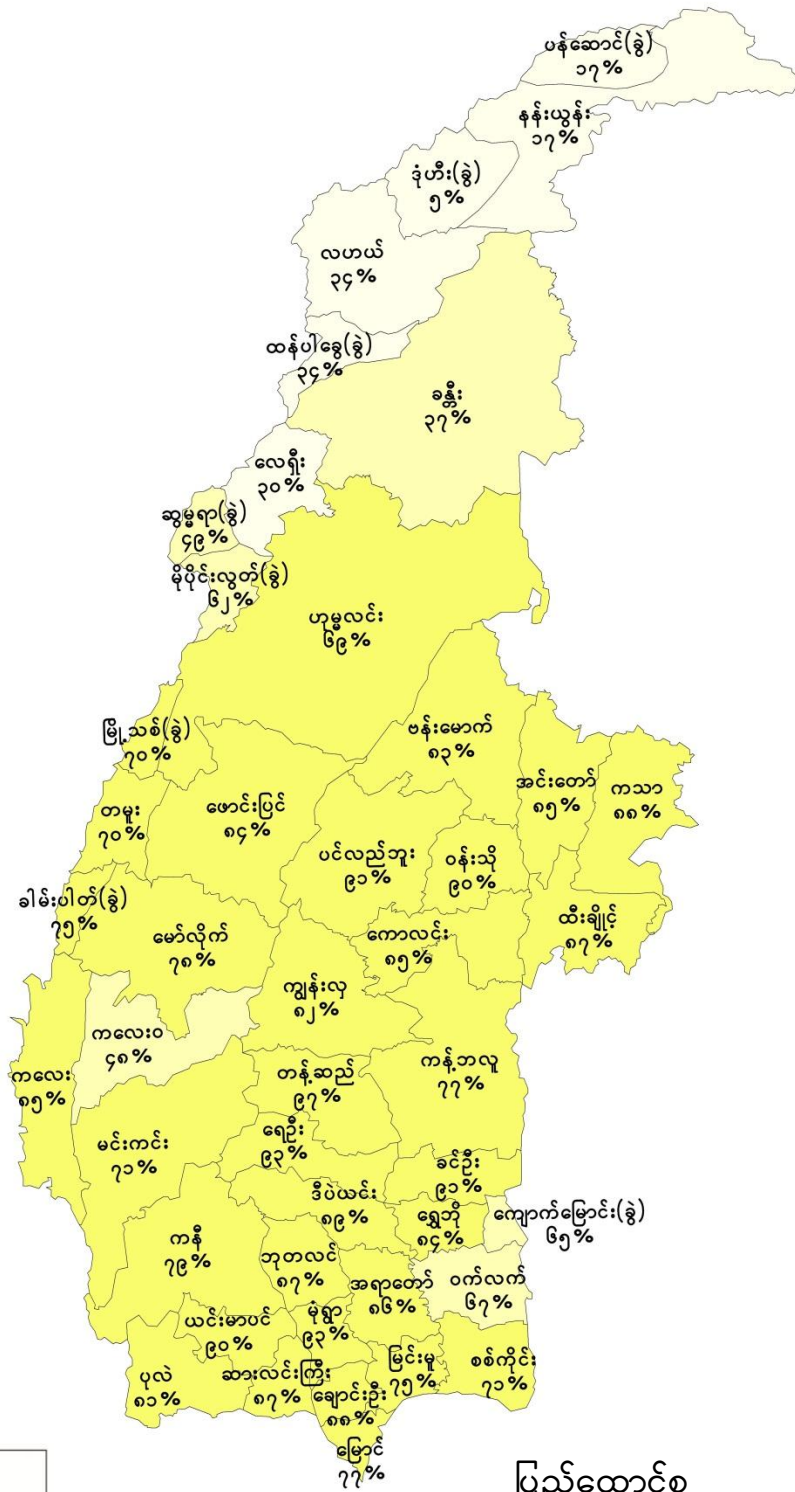 ပန်ဆောင်(ခွဲ)
၁၇%
နန်းယွန်း
၁၇%
ဒုံဟီး(ခွဲ)
၅%
လဟယ်
၃၄%
ထန်ပါခွေ(ခွဲ)
၃၄%
ခန္တီး
၃၇%
လေရှီး
၃၀%
ဆွမ္မရာ(ခွဲ)
၄၉%
မိုပိုင်းလွတ်(ခွဲ)
၆၂%
ဟုမ္မလင်း
၆၉%
မြို့သစ်(ခွဲ)
၇၀%
ဗန်းမောက်
၈၃%
အင်းတော်
၈၅%
ကသာ
၈၈%
တမူး
၇၀%
ဖောင်းပြင်
၈၄%
ပင်လည်ဘူး
၉၁%
ဝန်းသို
၉၀%
ခါမ်းပါတ်(ခွဲ)
၇၅%
မော်လိုက်
၇၈%
ကောလင်း
၈၅%
ထီးချိုင့်
၈၇%
ကျွန်းလှ
၈၂%
ကလေးဝ
၄၈%
ကလေး
၈၅%
တန့်ဆည်
၉၇%
ကန့်ဘလူ
၇၇%
မင်းကင်း
၇၁%
ရေဦး
၉၃%
ခင်ဦး
၉၁%
ဒီပဲယင်း
၈၉%
ရွှေဘို
၈၄%
ကျောက်မြောင်း(ခွဲ)
၆၅%
ကနီ
၇၉%
ဘုတလင်
၈၇%
အရာတော်
၈၆%
ဝက်လက်
၆၇%
ယင်းမာပင်
၉၀%
မုံရွာ
၉၃%
ပုလဲ
၈၁%
ဆားလင်းကြီး
၈၇%
ချောင်းဦး
၈၈%
မြင်းမူ
၇၅%
စစ်ကိုင်း
၇၁%
မြောင်
၇၇%
ပြည်ထောင်စု